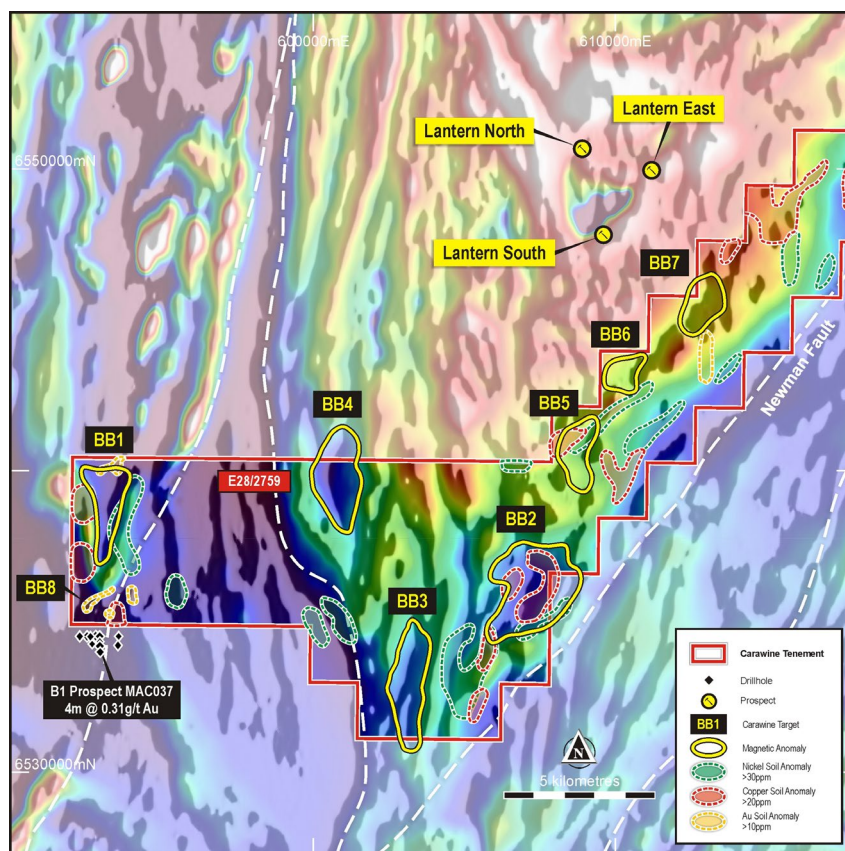 600000mE
610000mE
Lantern East
Lantern North
6550000mN
Lantern South
BB7
BB6
Newman Fault
BB4
BB5
BB1
E28/2759
BB2
BB8
BB3
B1 Prospect MAC037
4m @ 0.31g/t Au
6530000mN
N
5 kilometres
Carawine Tenement
Drillhole
Prospect
BB1
Carawine Target
Magnetic Anomaly
Nickel Soil Anomaly
>30ppm
Copper Soil Anomaly
>20ppm
Au Soil Anomaly
>10ppm